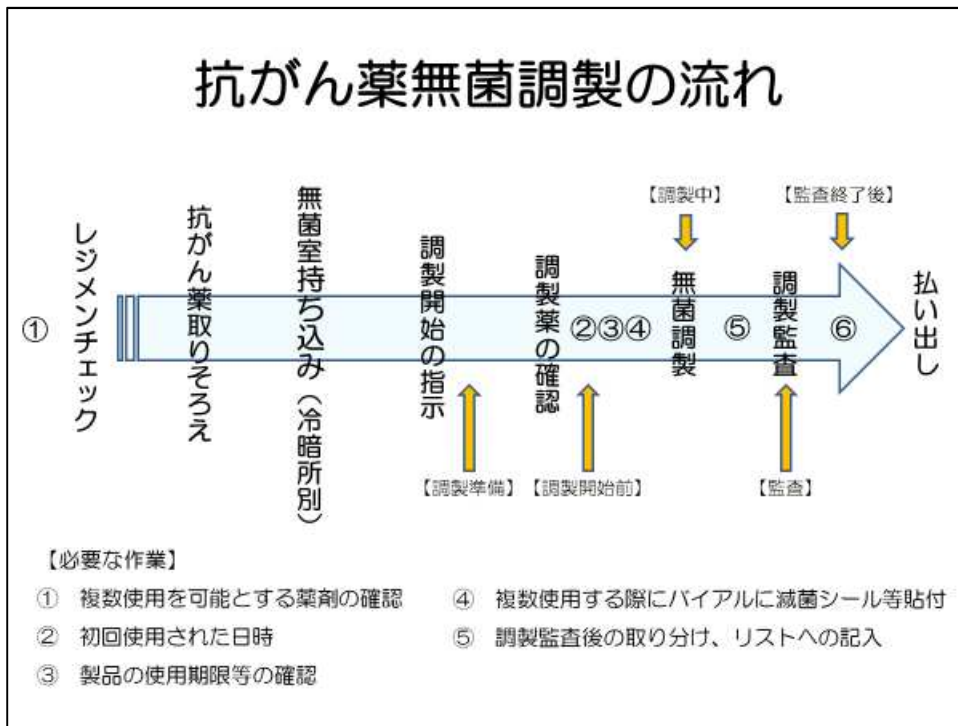 抗がん薬無菌調製の流れ
【調製中】
【監査終了後】
①
レジメンチェック
抗がん薬取りそろえ
無菌室持ち込み（冷暗所別）
調製開始の指示
調製薬の確認
②③④
無菌調製
⑤
調製監査
⑥
払い出し
【調製準備】
【調製開始前】
【監査】
【必要な作業】
① 複数使用を可能とする薬剤の確認
② 初回使用された日時
③ 製品の使用期限等の確認
④ 複数使用する際にバイアルに滅菌シール等貼付
⑤ 調製監査後の取り分け、リストへの記入